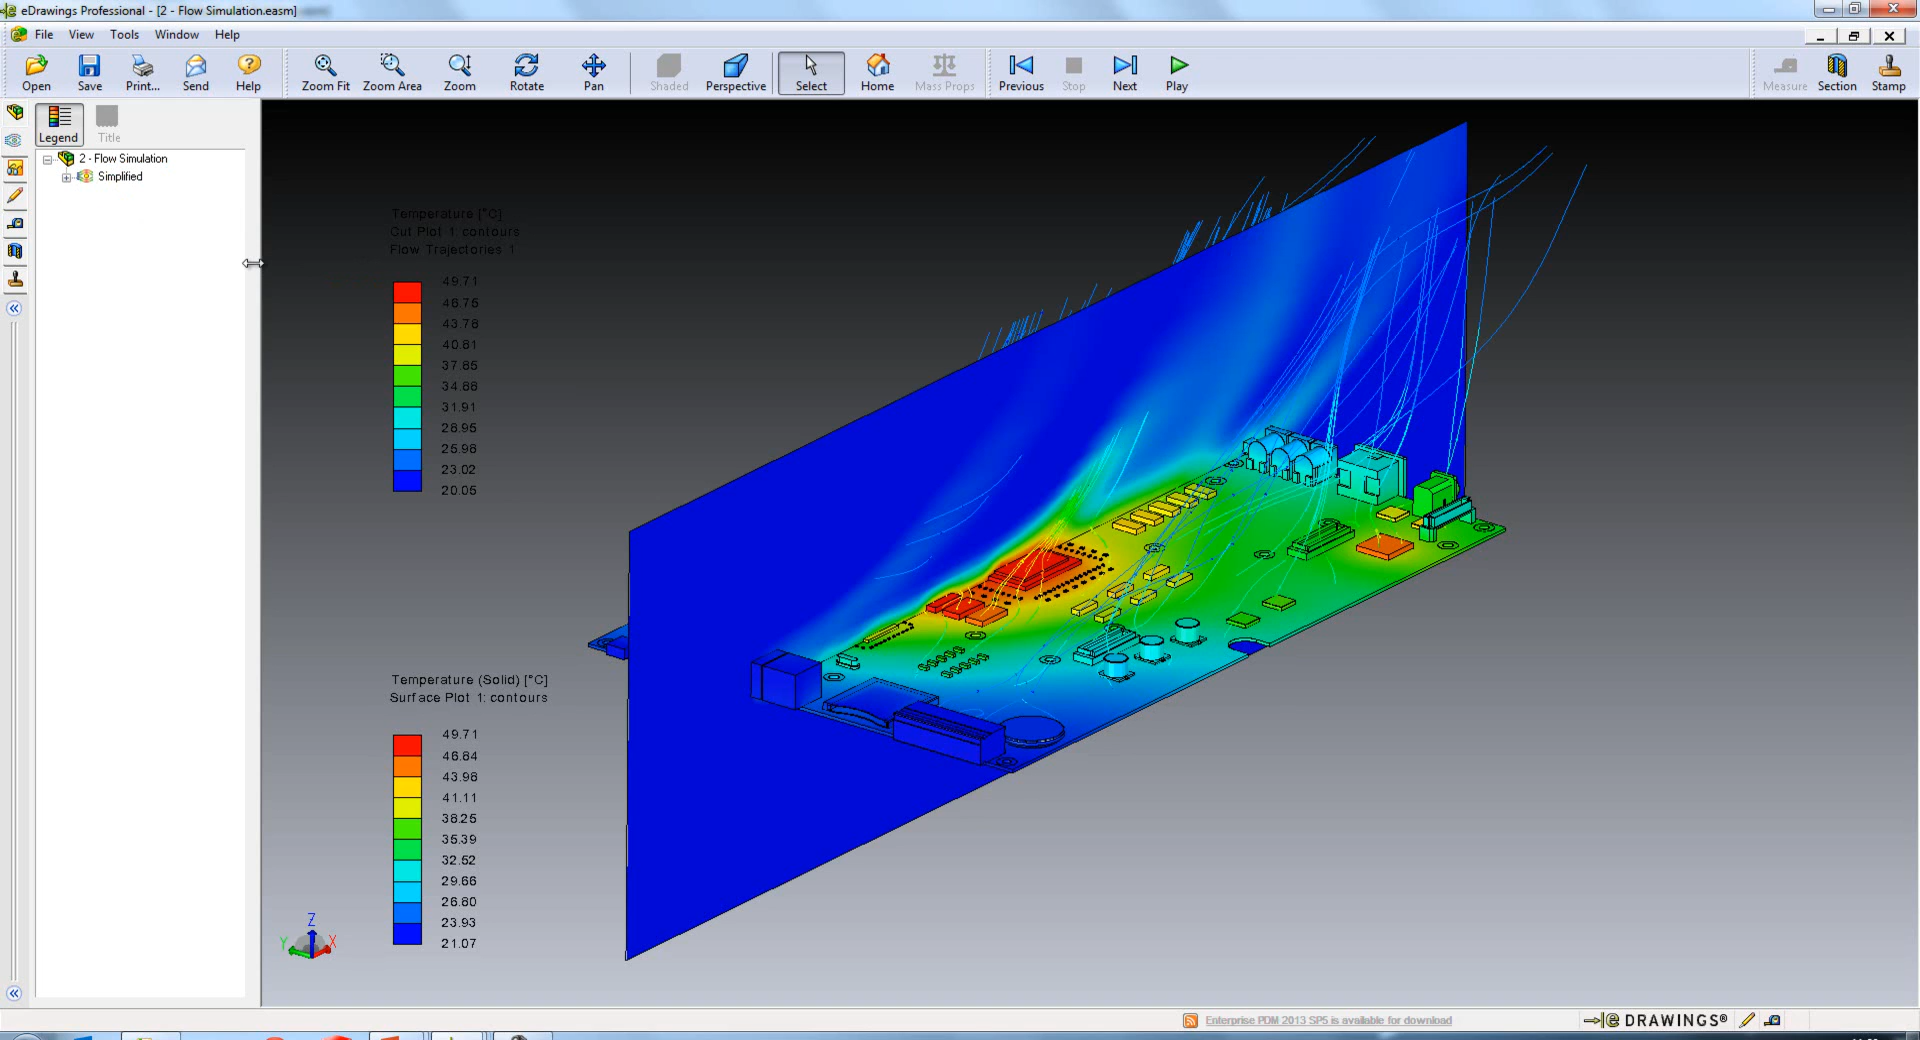 eDrawings Professional - [2 - Flow Simulation.easm]
File View Tools Window Help
Open Save Print... Send Help Zoom Fit Zoom Area Zoom Rotate Pan Shaded Perspective Select Home Mass Props Previous Stop Next Play Measure Section Stamp
Legend Title
2 - Flow Simulation
Simplified
Temperature [°C]
Cut Plot 1: contours
Flow Trajectories 1
49.71
46.75
43.78
40.81
37.85
34.88
31.91
28.95
25.98
23.02
20.05
Temperature (Solid) [°C]
Surface Plot 1: contours
49.71
46.84
43.98
41.11
38.25
35.39
32.52
29.66
26.80
23.93
21.07
Z
Y X
Enterprise PDM 2013 SP5 is available for download
DRAWINGS®